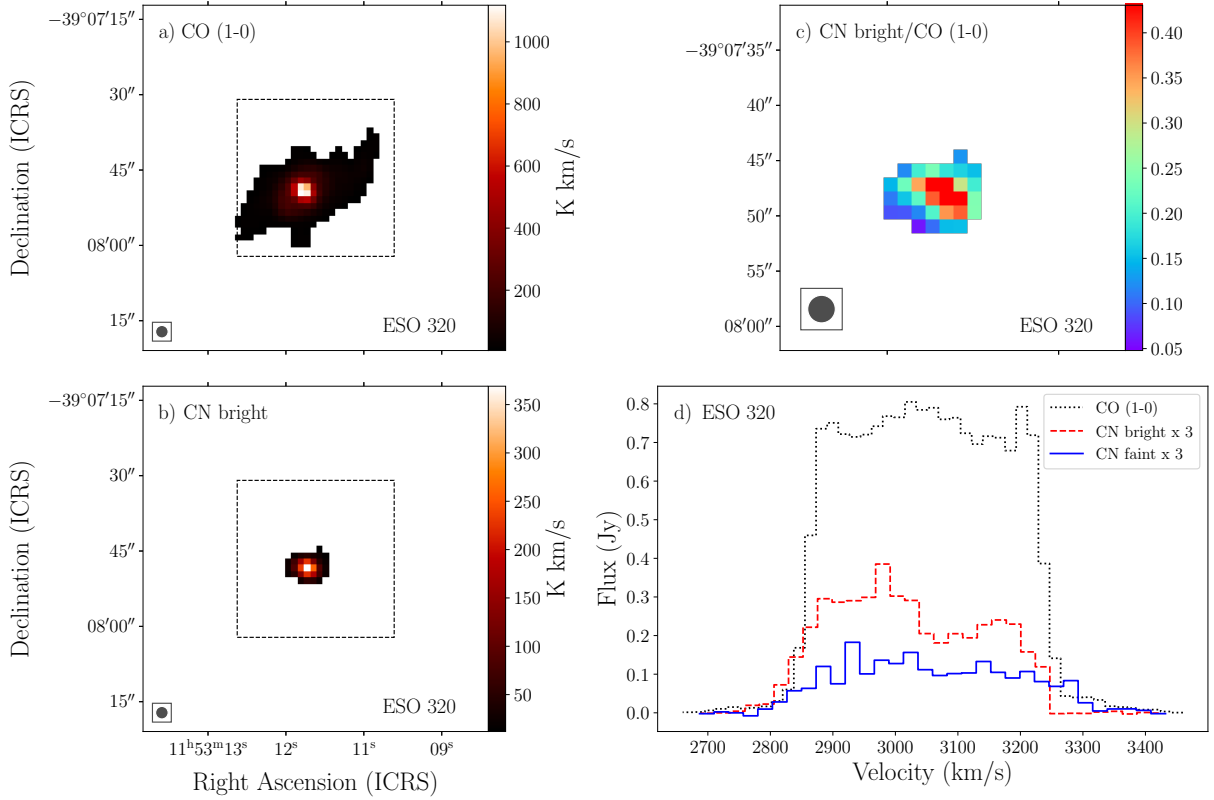 a) CO (1-0)
−39°07′15″
30″
45″
08′00″
15″
Declination (ICRS)
ESO 320
1000
800
600
400
200
K km/s
c) CN bright/CO (1-0)
−39°07′35″
40″
45″
50″
55″
08′00″
ESO 320
0.40
0.35
0.30
0.25
0.20
0.15
0.10
0.05
b) CN bright
−39°07′15″
30″
45″
08′00″
15″
Declination (ICRS)
ESO 320
11ʰ53ᵐ13ˢ 12ˢ 11ˢ 09ˢ
Right Ascension (ICRS)
350
300
250
200
150
100
50
K km/s
d) ESO 320
CO (1-0)
CN bright x 3
CN faint x 3
0.8
0.7
0.6
0.5
0.4
0.3
0.2
0.1
0.0
Flux (Jy)
2700 2800 2900 3000 3100 3200 3300 3400
Velocity (km/s)